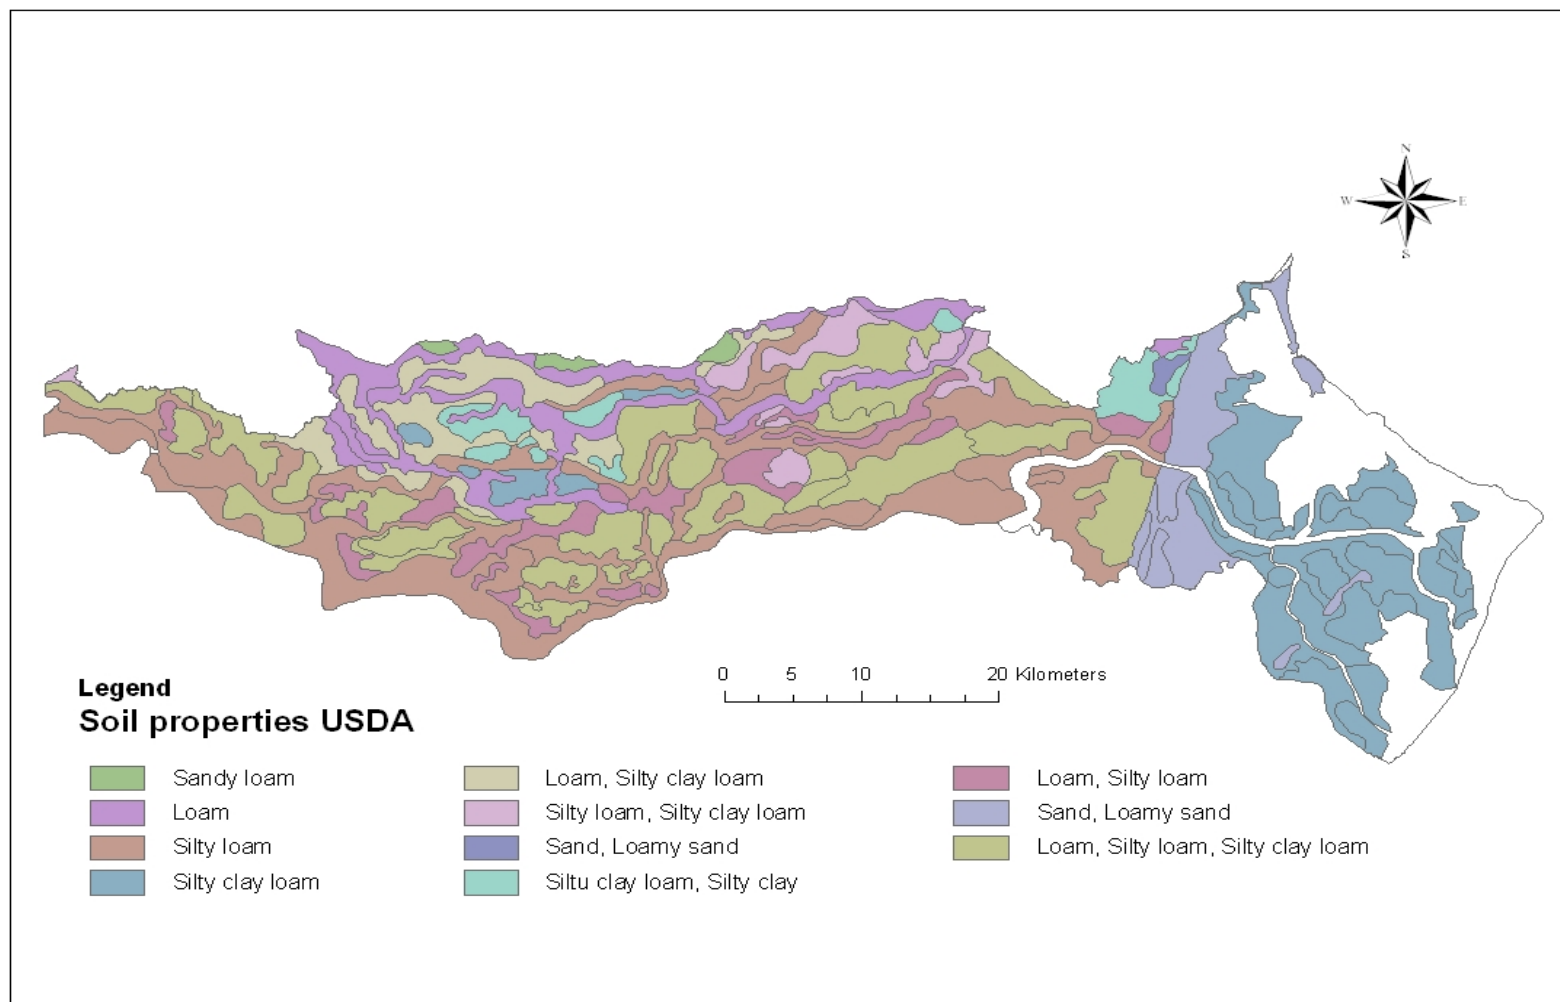 N
W E
S
0 5 10 20 Kilometers
Legend
Soil properties USDA
Sandy loam
Loam
Silty loam
Silty clay loam
Loam, Silty clay loam
Silty loam, Silty clay loam
Sand, Loamy sand
Siltu clay loam, Silty clay
Loam, Silty loam
Sand, Loamy sand
Loam, Silty loam, Silty clay loam